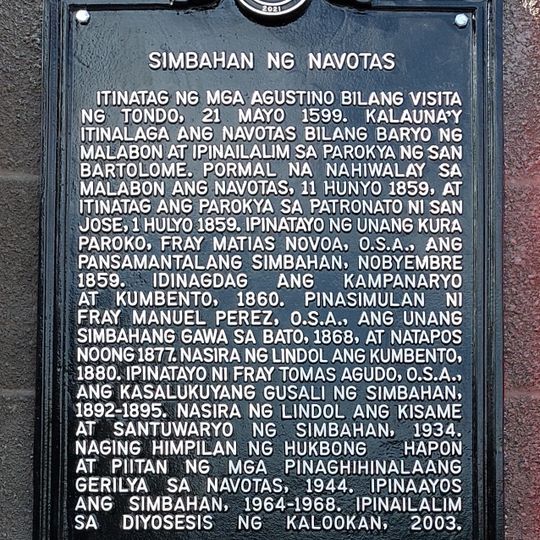 2021
SIMBAHAN NG NAVOTAS
ITINATAG NG MGA AGUSTINO BILANG VISITA
NG TONDO, 21 MAYO 1599. KALAUNA'Y
ITINALAGA ANG NAVOTAS BILANG BARYO NG
MALABON AT IPINAILALIM SA PAROKYA NG SAN
BARTOLOME. PORMAL NA NAHIWALAY SA
MALABON ANG NAVOTAS, 11 HUNYO 1859, AT
ITINATAG ANG PAROKYA SA PATRONATO NI SAN
JOSE, 1 HULYO 1859. IPINATAYO NG UNANG KURA
PAROKO, FRAY MATIAS NOVOA, O.S.A., ANG
PANSAMANTALANG SIMBAHAN, NOBYEMBRE
1859. IDINAGDAG ANG KAMPANARYO
AT KUMBENTO, 1860. PINASIMULAN NI
FRAY MANUEL PEREZ, O.S.A., ANG UNANG
SIMBAHANG GAWA SA BATO, 1868, AT NATAPOS
NOONG 1877. NASIRA NG LINDOL ANG KUMBENTO,
1880. IPINATAYO NI FRAY TOMAS AGUDO, O.S.A.,
ANG KASALUKUYANG GUSALI NG SIMBAHAN,
1892-1895. NASIRA NG LINDOL ANG KISAME
AT SANTUWARYO NG SIMBAHAN, 1934.
NAGING HIMPILAN NG HUKBONG HAPON
AT PIITAN NG MGA PINAGHIHINALAANG
GERILYA SA NAVOTAS, 1944. IPINAAYOS
ANG SIMBAHAN, 1964-1968. IPINAILALIM
SA DIYOSESIS NG KALOOKAN, 2003.